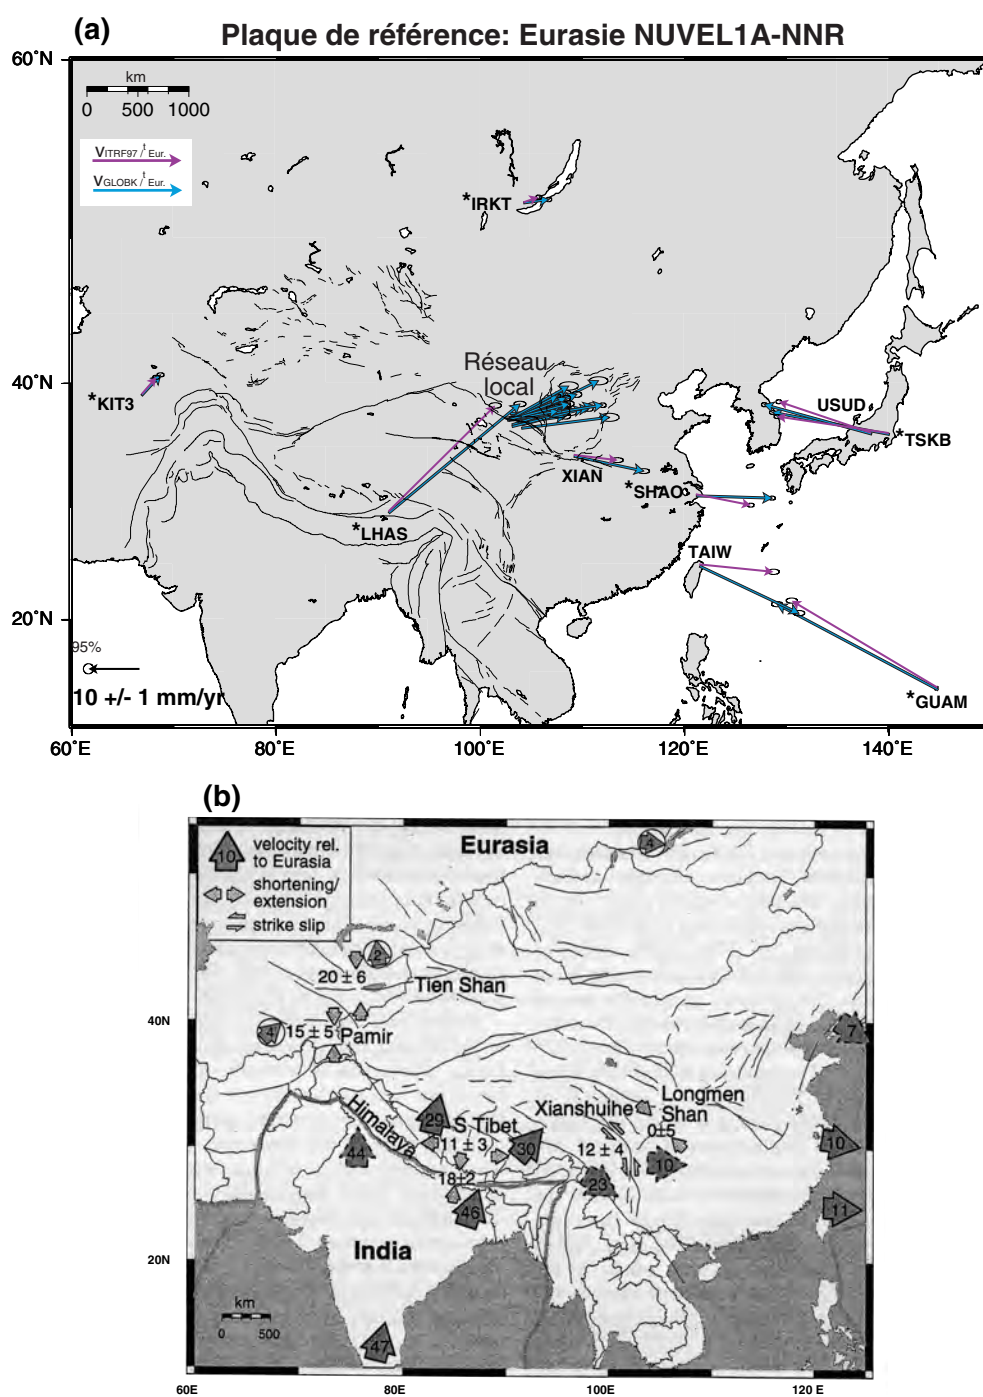 (a)
Plaque de référence: Eurasie NUVEL1A-NNR
60˚N
km
0 500 1000
VITRF97 /t Eur.
VGLOBK /t Eur.
*IRKT
Réseau
local
40˚N
*KIT3
USUD
*TSKB
XIAN
*SHAO
*LHAS
TAIW
20˚N
95%
10 +/- 1 mm/yr
*GUAM
60˚E 80˚E 100˚E 120˚E 140˚E
(b)
10 velocity rel.
to Eurasia
shortening/
extension
strike slip
Eurasia
4
2
20 ± 6
Tien Shan
40N
4 15 ± 5 Pamir
7
Himalaya
29
S Tibet
11 ± 3
30
Xianshuihe
Longmen
Shan
0±5
12 ± 4
10
10
44
18±2
23
46
11
India
20N
km
0 500
47
60E 80E 100E 120 E